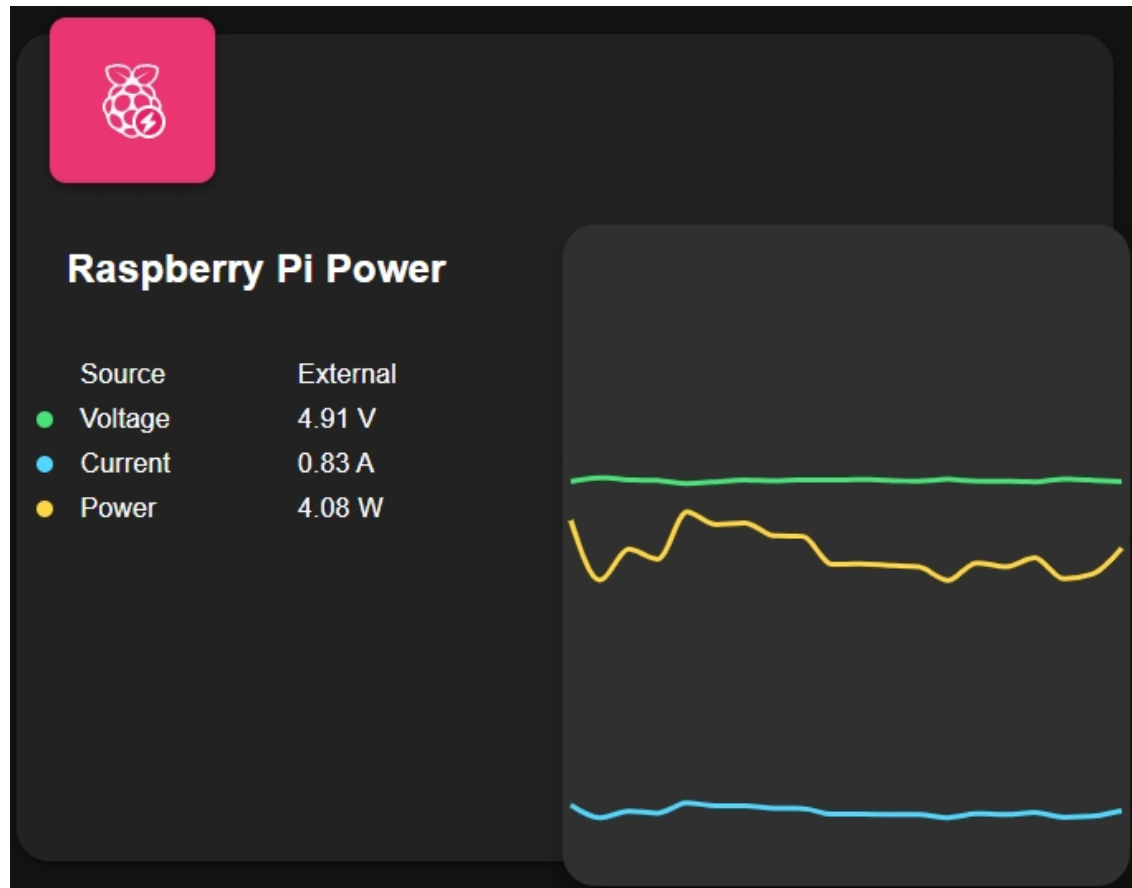 Raspberry Pi Power
Source External
Voltage 4.91 V
Current 0.83 A
Power 4.08 W